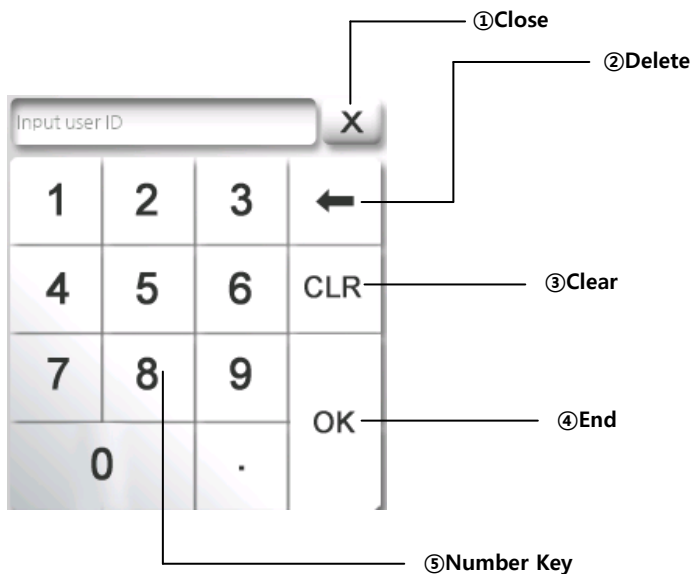 ①Close
②Delete
Input user ID X
1 2 3
4 5 6 CLR
③Clear
7 8 9
OK
④End
0 .
⑤Number Key